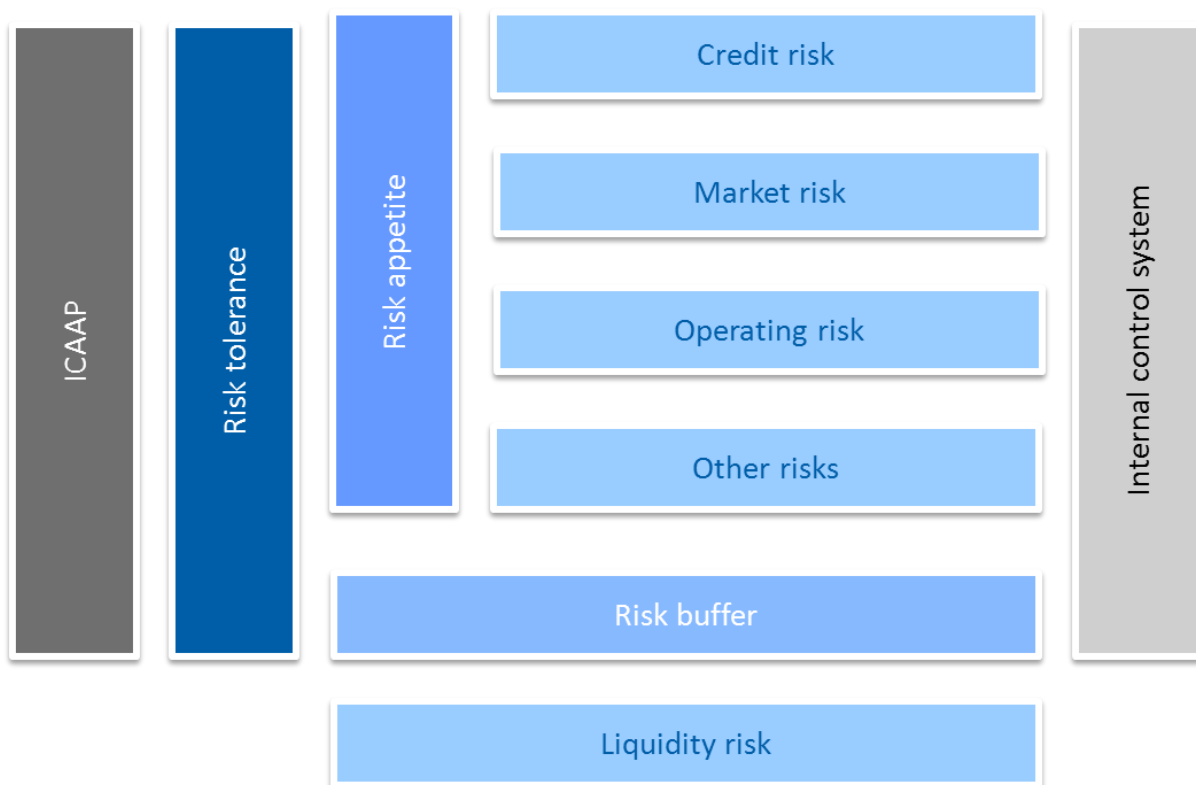 ICAAP
Risk tolerance
Risk appetite
Credit risk
Market risk
Operating risk
Other risks
Risk buffer
Liquidity risk
Internal control system